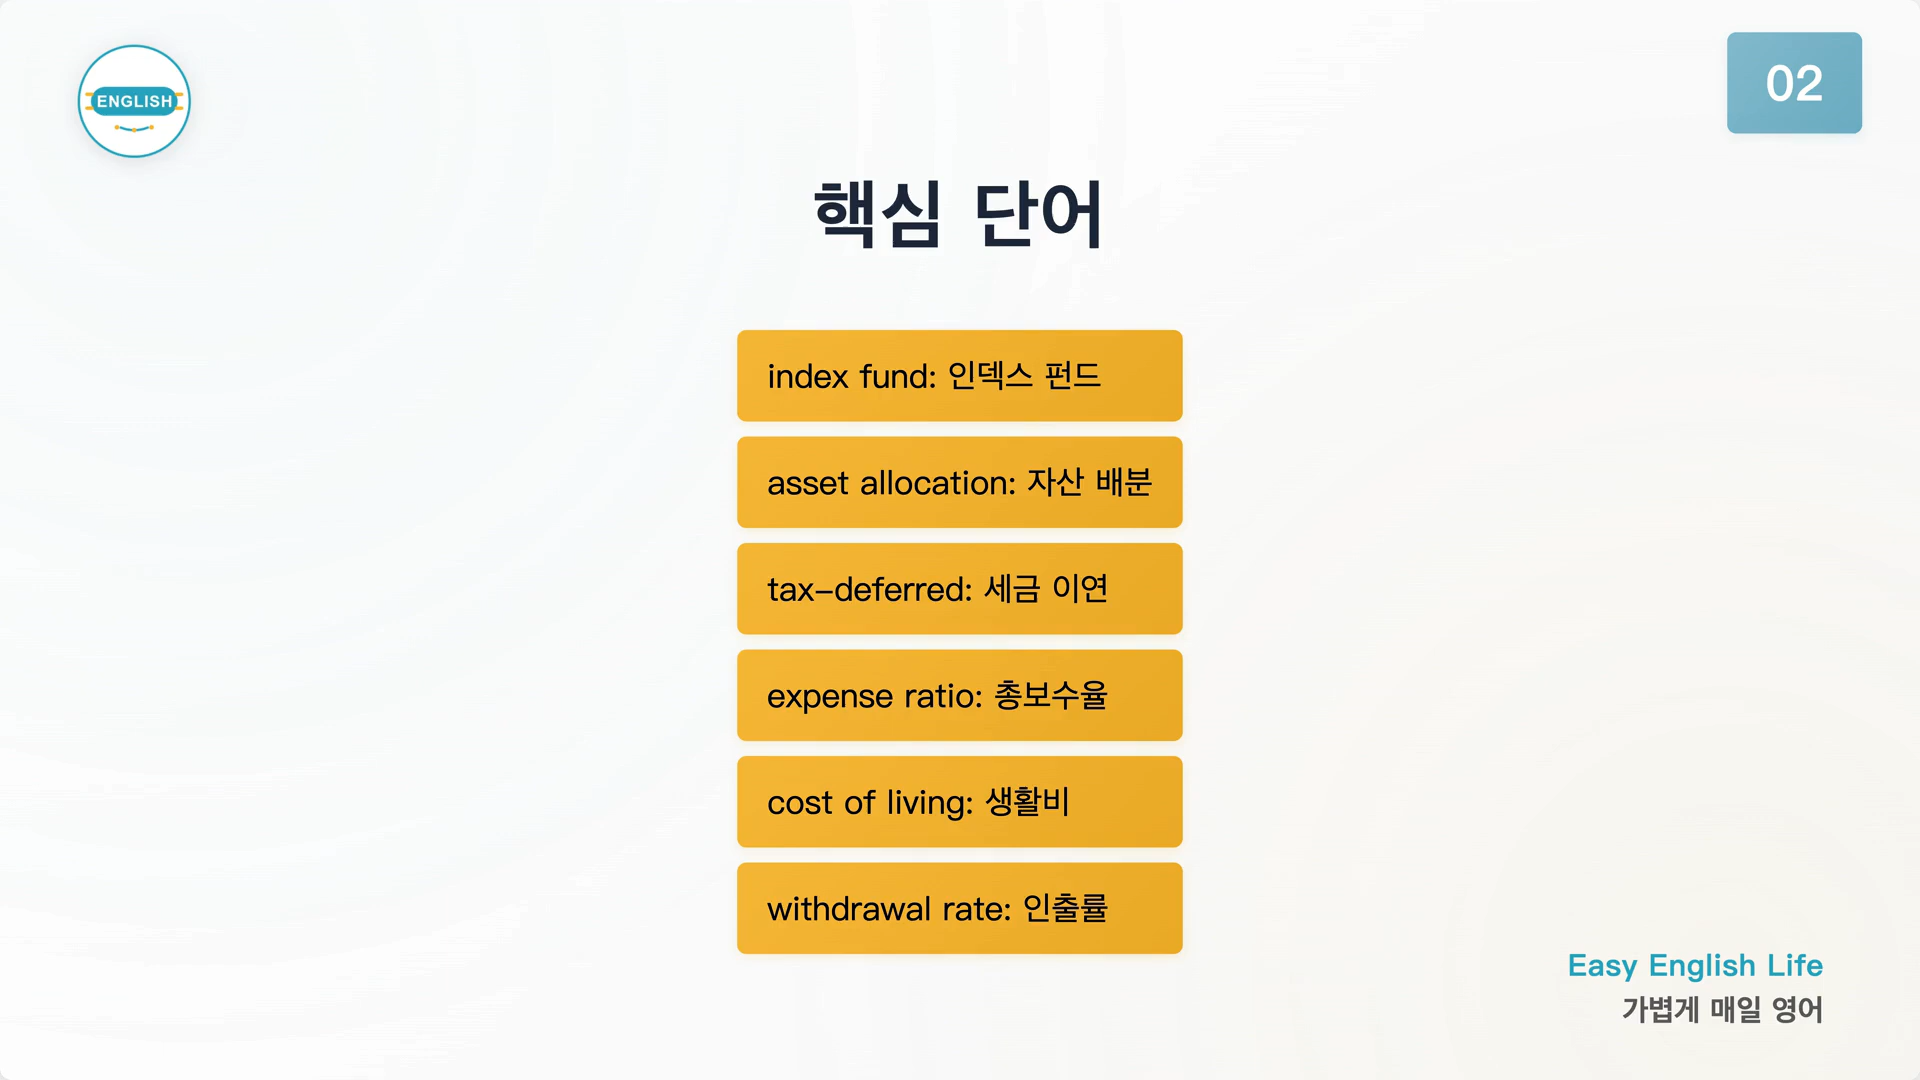 ENGLISH
02
핵심 단어
index fund: 인덱스 펀드
asset allocation: 자산 배분
tax-deferred: 세금 이연
expense ratio: 총보수율
cost of living: 생활비
withdrawal rate: 인출률
Easy English Life
가볍게 매일 영어